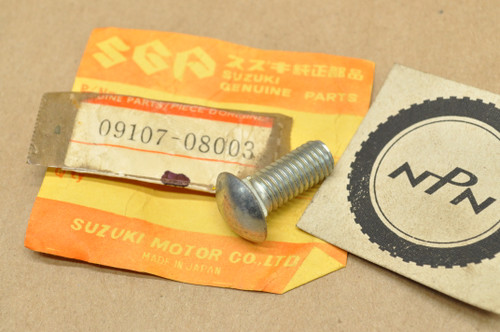 SGP
スズキ純正部品
SUZUKI
GENUINE PARTS
GENUINE PARTS/PIECE D'ORIGINE
09107-08003
SUZUKI MOTOR CO.,LTD.
MADE IN JAPAN
NPN